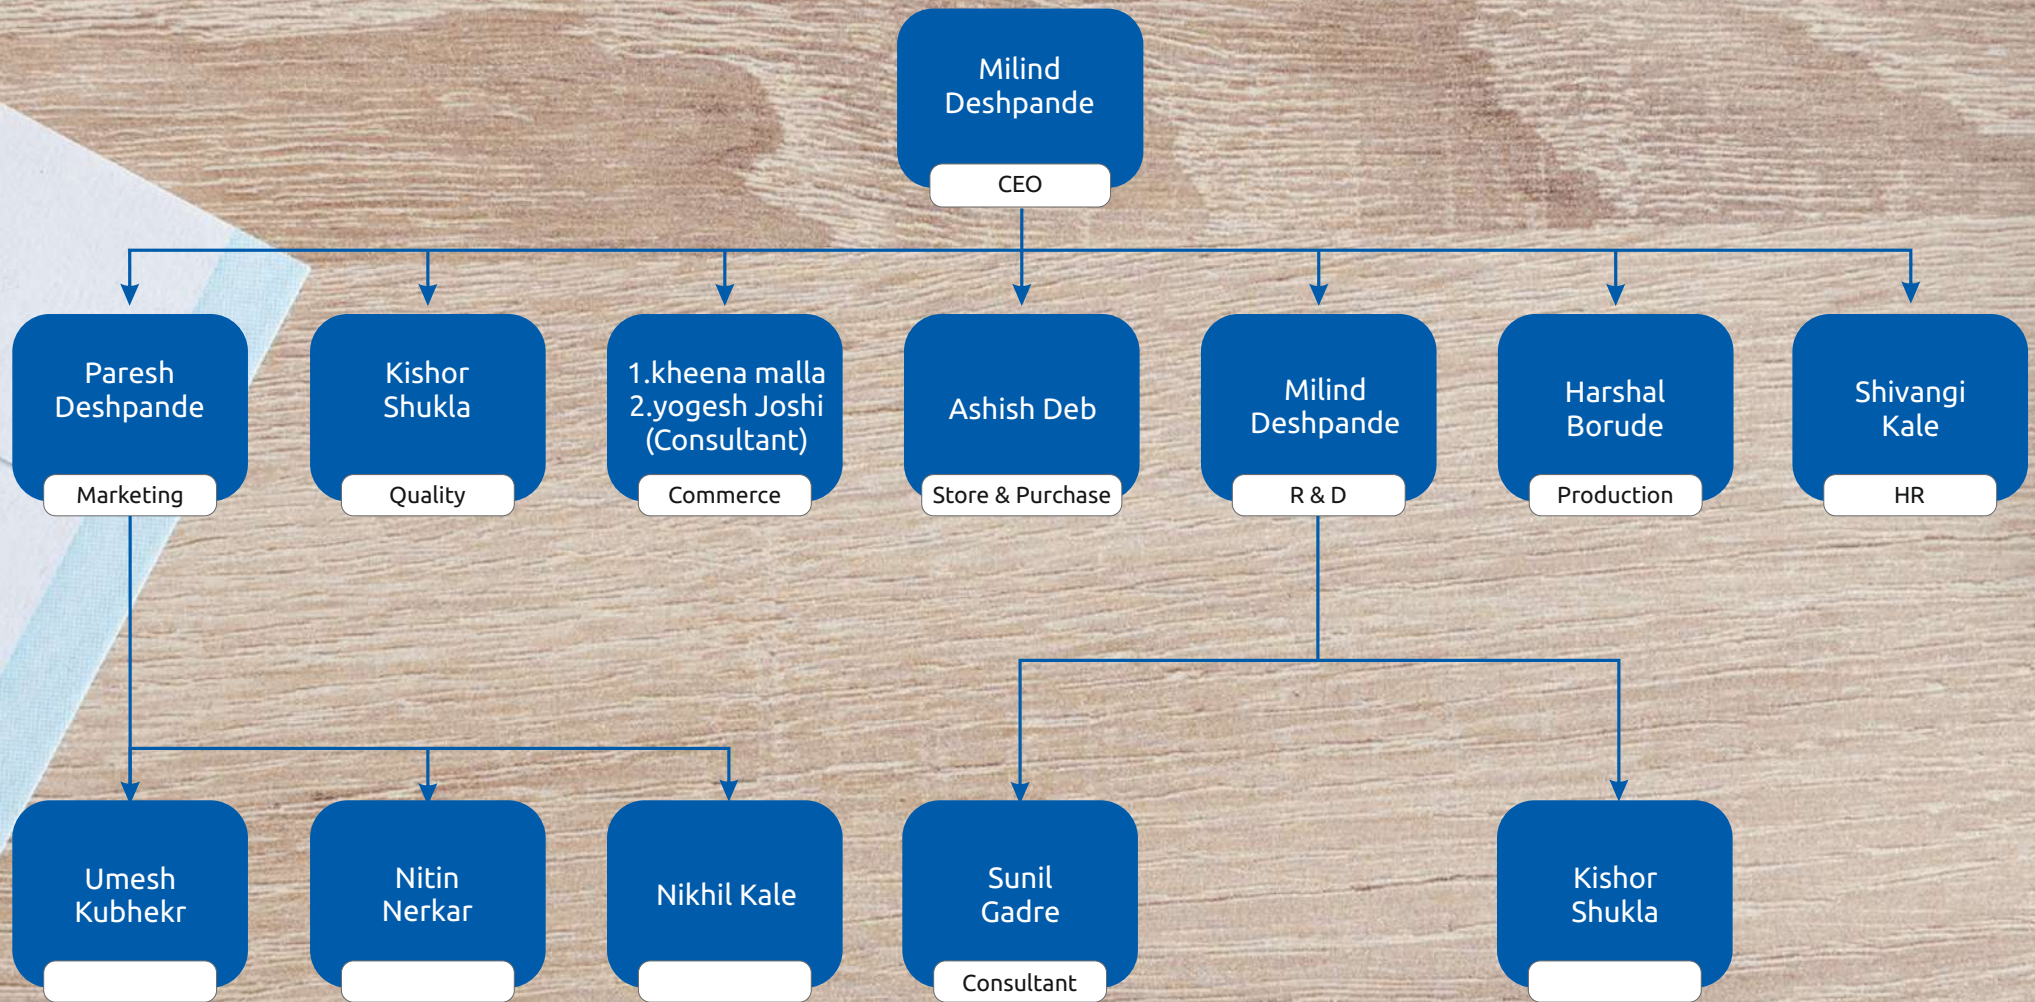 Milind
Deshpande
CEO
Paresh
Deshpande
Marketing
Kishor
Shukla
Quality
1.kheena malla
2.yogesh Joshi
(Consultant)
Commerce
Ashish Deb
Store & Purchase
Milind
Deshpande
R & D
Harshal
Borude
Production
Shivangi
Kale
HR
Umesh
Kubhekr
Nitin
Nerkar
Nikhil Kale
Sunil
Gadre
Consultant
Kishor
Shukla